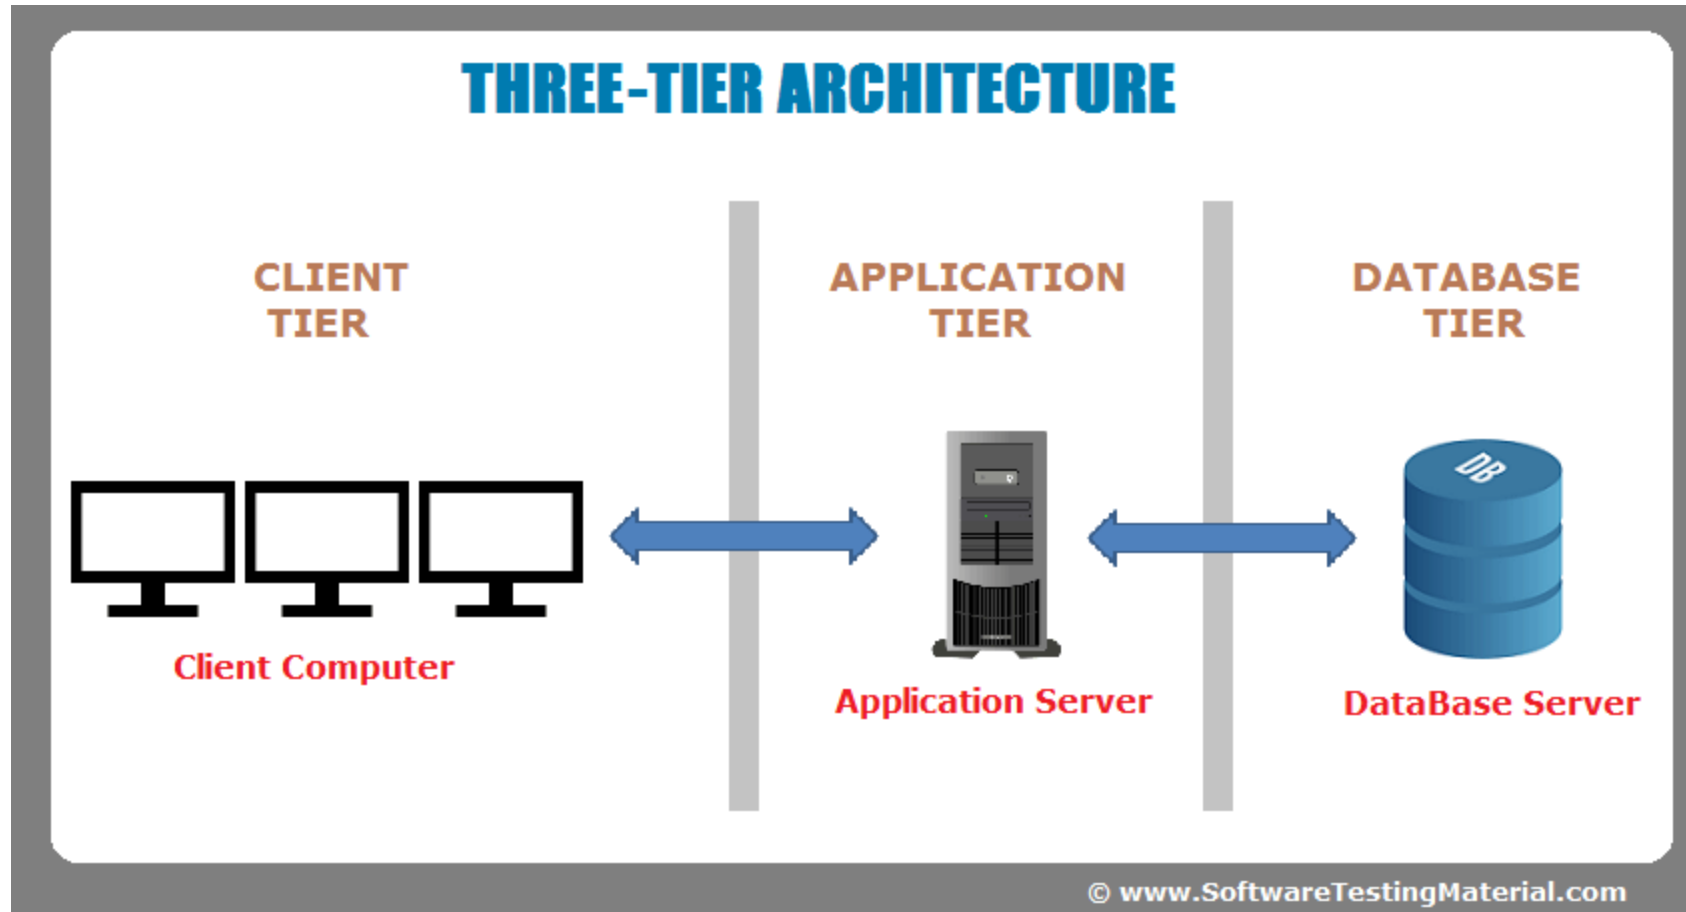 THREE-TIER ARCHITECTURE
CLIENT
TIER
APPLICATION
TIER
DATABASE
TIER
DB
Client Computer
Application Server
DataBase Server
© www.SoftwareTestingMaterial.com